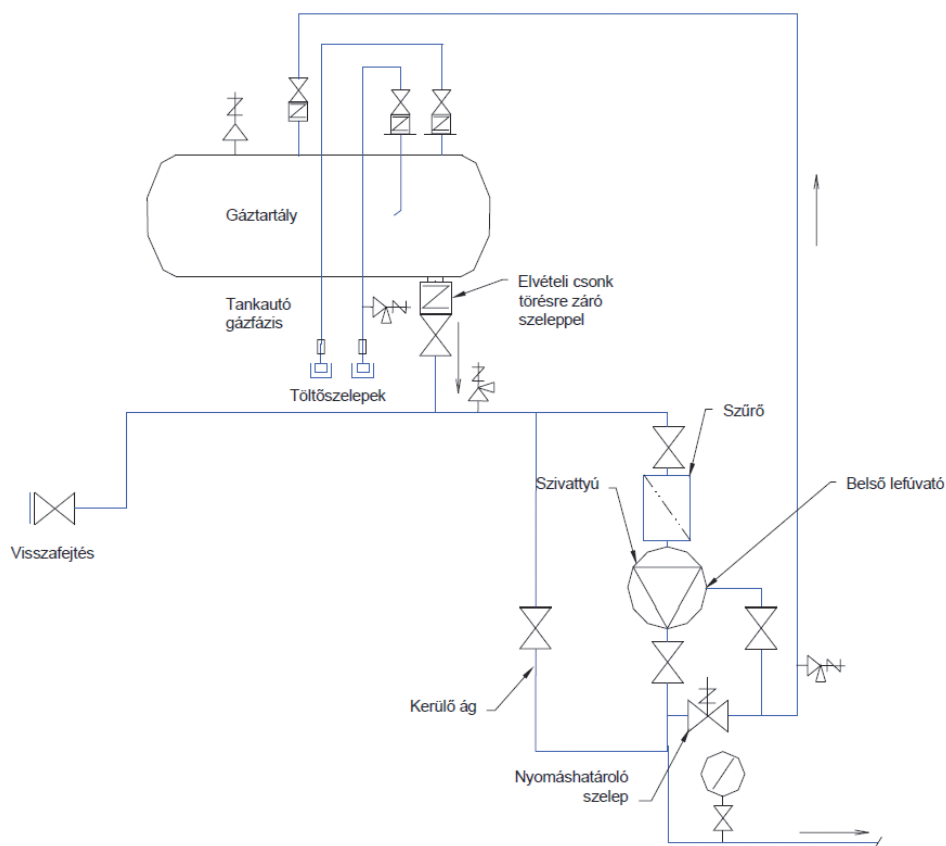 Gáztartály
Elvételi csonk
törésre záró
szeleppel
Tankautó
gázfázis
Töltőszelepek
Szűrő
Szivattyú
Belső lefúvató
Visszafejtés
Kerülő ág
Nyomáshatároló
szelep